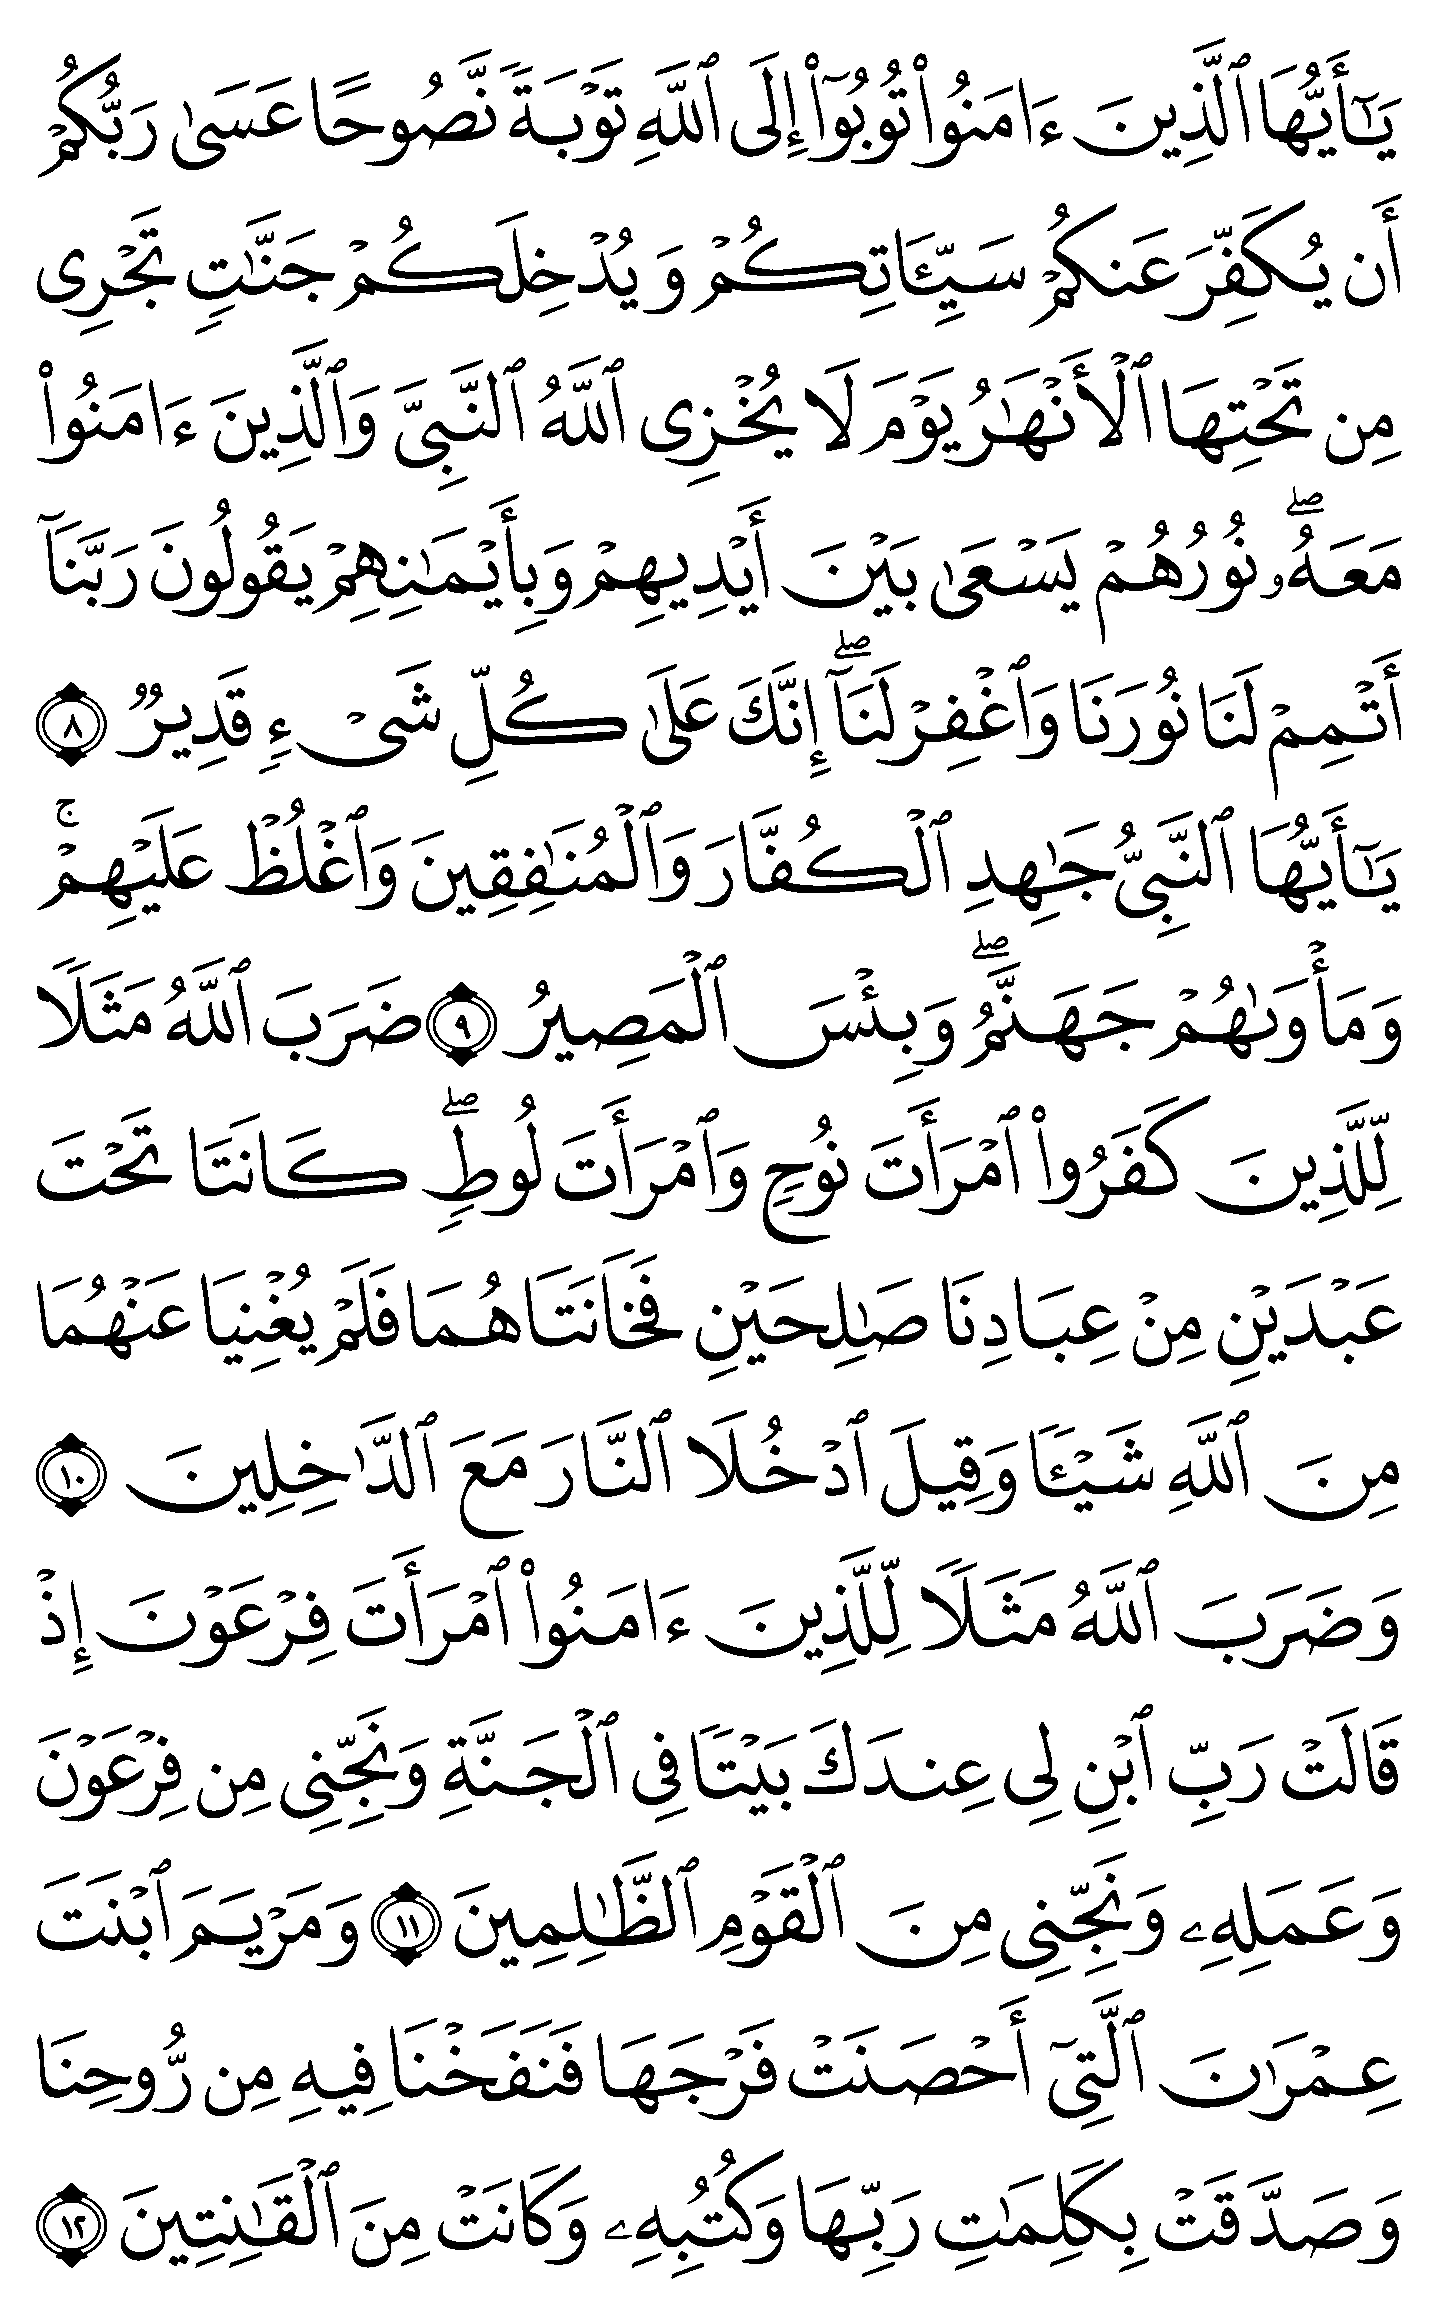 يَٰٓأَيُّهَا ٱلَّذِينَ ءَامَنُوا۟ تُوبُوٓا۟ إِلَى ٱللَّهِ تَوْبَةً نَّصُوحًا عَسَىٰ رَبُّكُمْ
أَن يُكَفِّرَ عَنكُمْ سَيِّـَٔاتِكُمْ وَيُدْخِلَكُمْ جَنَّٰتٍ تَجْرِى
مِن تَحْتِهَا ٱلْأَنْهَٰرُ يَوْمَ لَا يُخْزِى ٱللَّهُ ٱلنَّبِىَّ وَٱلَّذِينَ ءَامَنُوا۟
مَعَهُۥ ۖ نُورُهُمْ يَسْعَىٰ بَيْنَ أَيْدِيهِمْ وَبِأَيْمَٰنِهِمْ يَقُولُونَ رَبَّنَآ
أَتْمِمْ لَنَا نُورَنَا وَٱغْفِرْ لَنَآ ۖ إِنَّكَ عَلَىٰ كُلِّ شَىْءٍ قَدِيرٌ ٨
يَٰٓأَيُّهَا ٱلنَّبِىُّ جَٰهِدِ ٱلْكُفَّارَ وَٱلْمُنَٰفِقِينَ وَٱغْلُظْ عَلَيْهِمْ ۚ
وَمَأْوَىٰهُمْ جَهَنَّمُ ۖ وَبِئْسَ ٱلْمَصِيرُ ٩ ضَرَبَ ٱللَّهُ مَثَلًا
لِّلَّذِينَ كَفَرُوا۟ ٱمْرَأَتَ نُوحٍ وَٱمْرَأَتَ لُوطٍ ۖ كَانَتَا تَحْتَ
عَبْدَيْنِ مِنْ عِبَادِنَا صَٰلِحَيْنِ فَخَانَتَاهُمَا فَلَمْ يُغْنِيَا عَنْهُمَا
مِنَ ٱللَّهِ شَيْـًٔا وَقِيلَ ٱدْخُلَا ٱلنَّارَ مَعَ ٱلدَّٰخِلِينَ ١٠
وَضَرَبَ ٱللَّهُ مَثَلًا لِّلَّذِينَ ءَامَنُوا۟ ٱمْرَأَتَ فِرْعَوْنَ إِذْ
قَالَتْ رَبِّ ٱبْنِ لِى عِندَكَ بَيْتًا فِى ٱلْجَنَّةِ وَنَجِّنِى مِن فِرْعَوْنَ
وَعَمَلِهِۦ وَنَجِّنِى مِنَ ٱلْقَوْمِ ٱلظَّٰلِمِينَ ١١ وَمَرْيَمَ ٱبْنَتَ
عِمْرَٰنَ ٱلَّتِىٓ أَحْصَنَتْ فَرْجَهَا فَنَفَخْنَا فِيهِ مِن رُّوحِنَا
وَصَدَّقَتْ بِكَلِمَٰتِ رَبِّهَا وَكُتُبِهِۦ وَكَانَتْ مِنَ ٱلْقَٰنِتِينَ ١٢